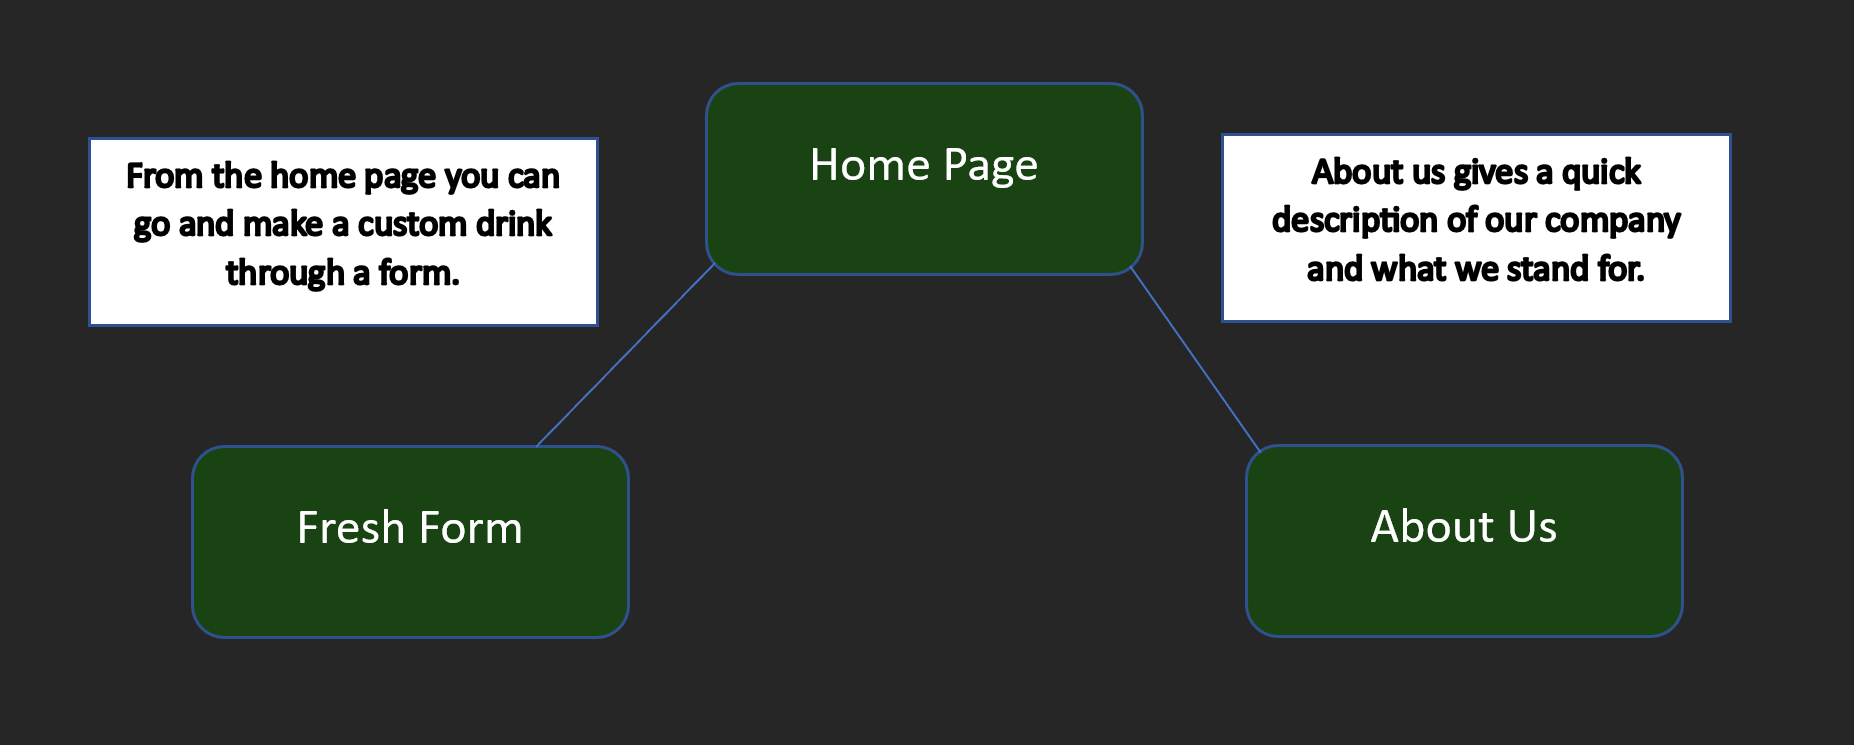 Home Page
From the home page you can
go and make a custom drink
through a form.
About us gives a quick
description of our company
and what we stand for.
Fresh Form
About Us